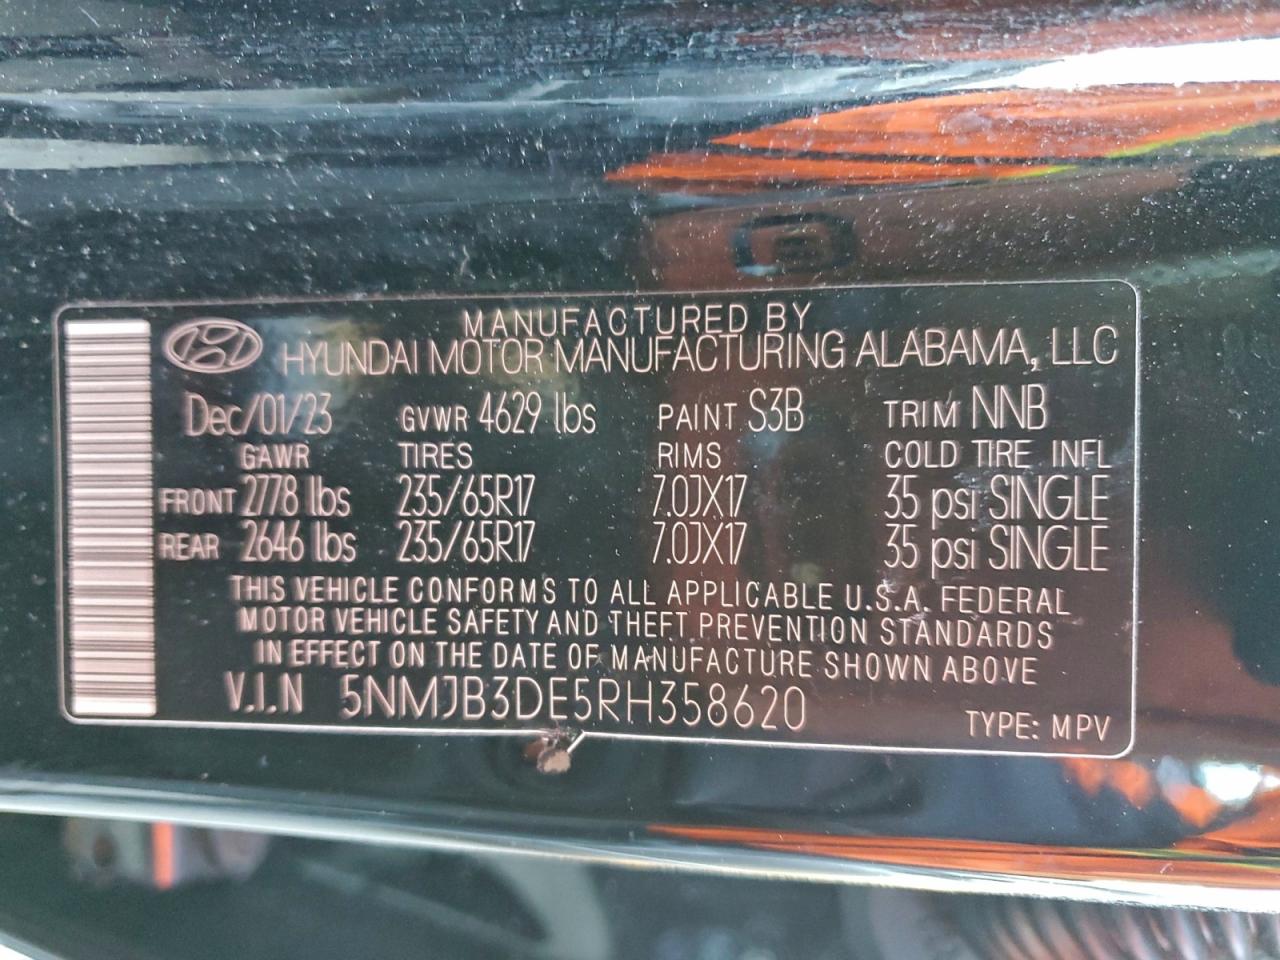 MANUFACTURED BY
HYUNDAI MOTOR MANUFACTURING ALABAMA, LLC
Dec/01/23 GVWR 4629 lbs PAINT S3B TRIM NNB
GAWR TIRES RIMS COLD TIRE INFL
FRONT 2778 lbs 235/65R17 7.0JX17 35 psi SINGLE
REAR 2646 lbs 235/65R17 7.0JX17 35 psi SINGLE
THIS VEHICLE CONFORMS TO ALL APPLICABLE U.S.A. FEDERAL
MOTOR VEHICLE SAFETY AND THEFT PREVENTION STANDARDS
IN EFFECT ON THE DATE OF MANUFACTURE SHOWN ABOVE
V.I.N 5NMJB3DE5RH358620 TYPE: MPV